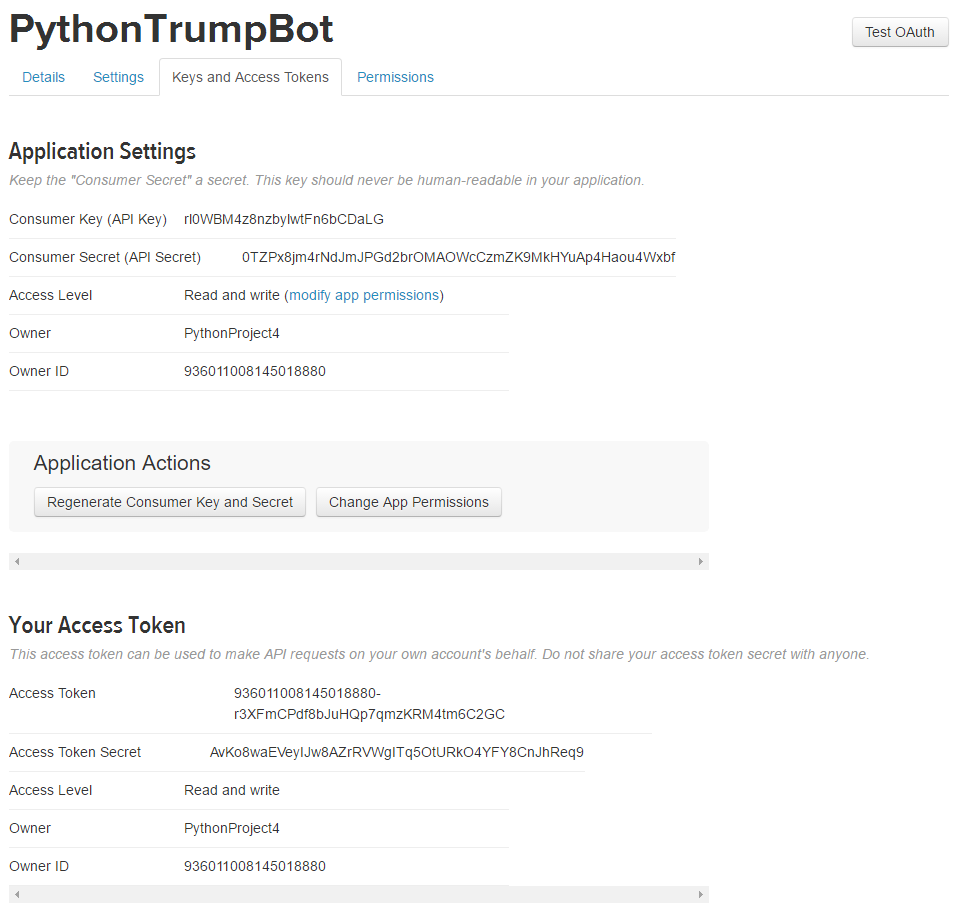 PythonTrumpBot
Test OAuth
Details Settings Keys and Access Tokens Permissions
Application Settings
Keep the "Consumer Secret" a secret. This key should never be human-readable in your application.
Consumer Key (API Key) rI0WBM4z8nzbylwtFn6bCDaLG
Consumer Secret (API Secret) 0TZPx8jm4rNdJmJPGd2brOMAOWcCzmZK9MkHYuAp4Haou4Wxbf
Access Level Read and write (modify app permissions)
Owner PythonProject4
Owner ID 936011008145018880
Application Actions
Regenerate Consumer Key and Secret Change App Permissions
Your Access Token
This access token can be used to make API requests on your own account's behalf. Do not share your access token secret with anyone.
Access Token 936011008145018880-
r3XFmCPdf8bJuHQp7qmzKRM4tm6C2GC
Access Token Secret AvKo8waEVeyIJw8AZrRVWgITq5OtURkO4YFY8CnJhReq9
Access Level Read and write
Owner PythonProject4
Owner ID 936011008145018880